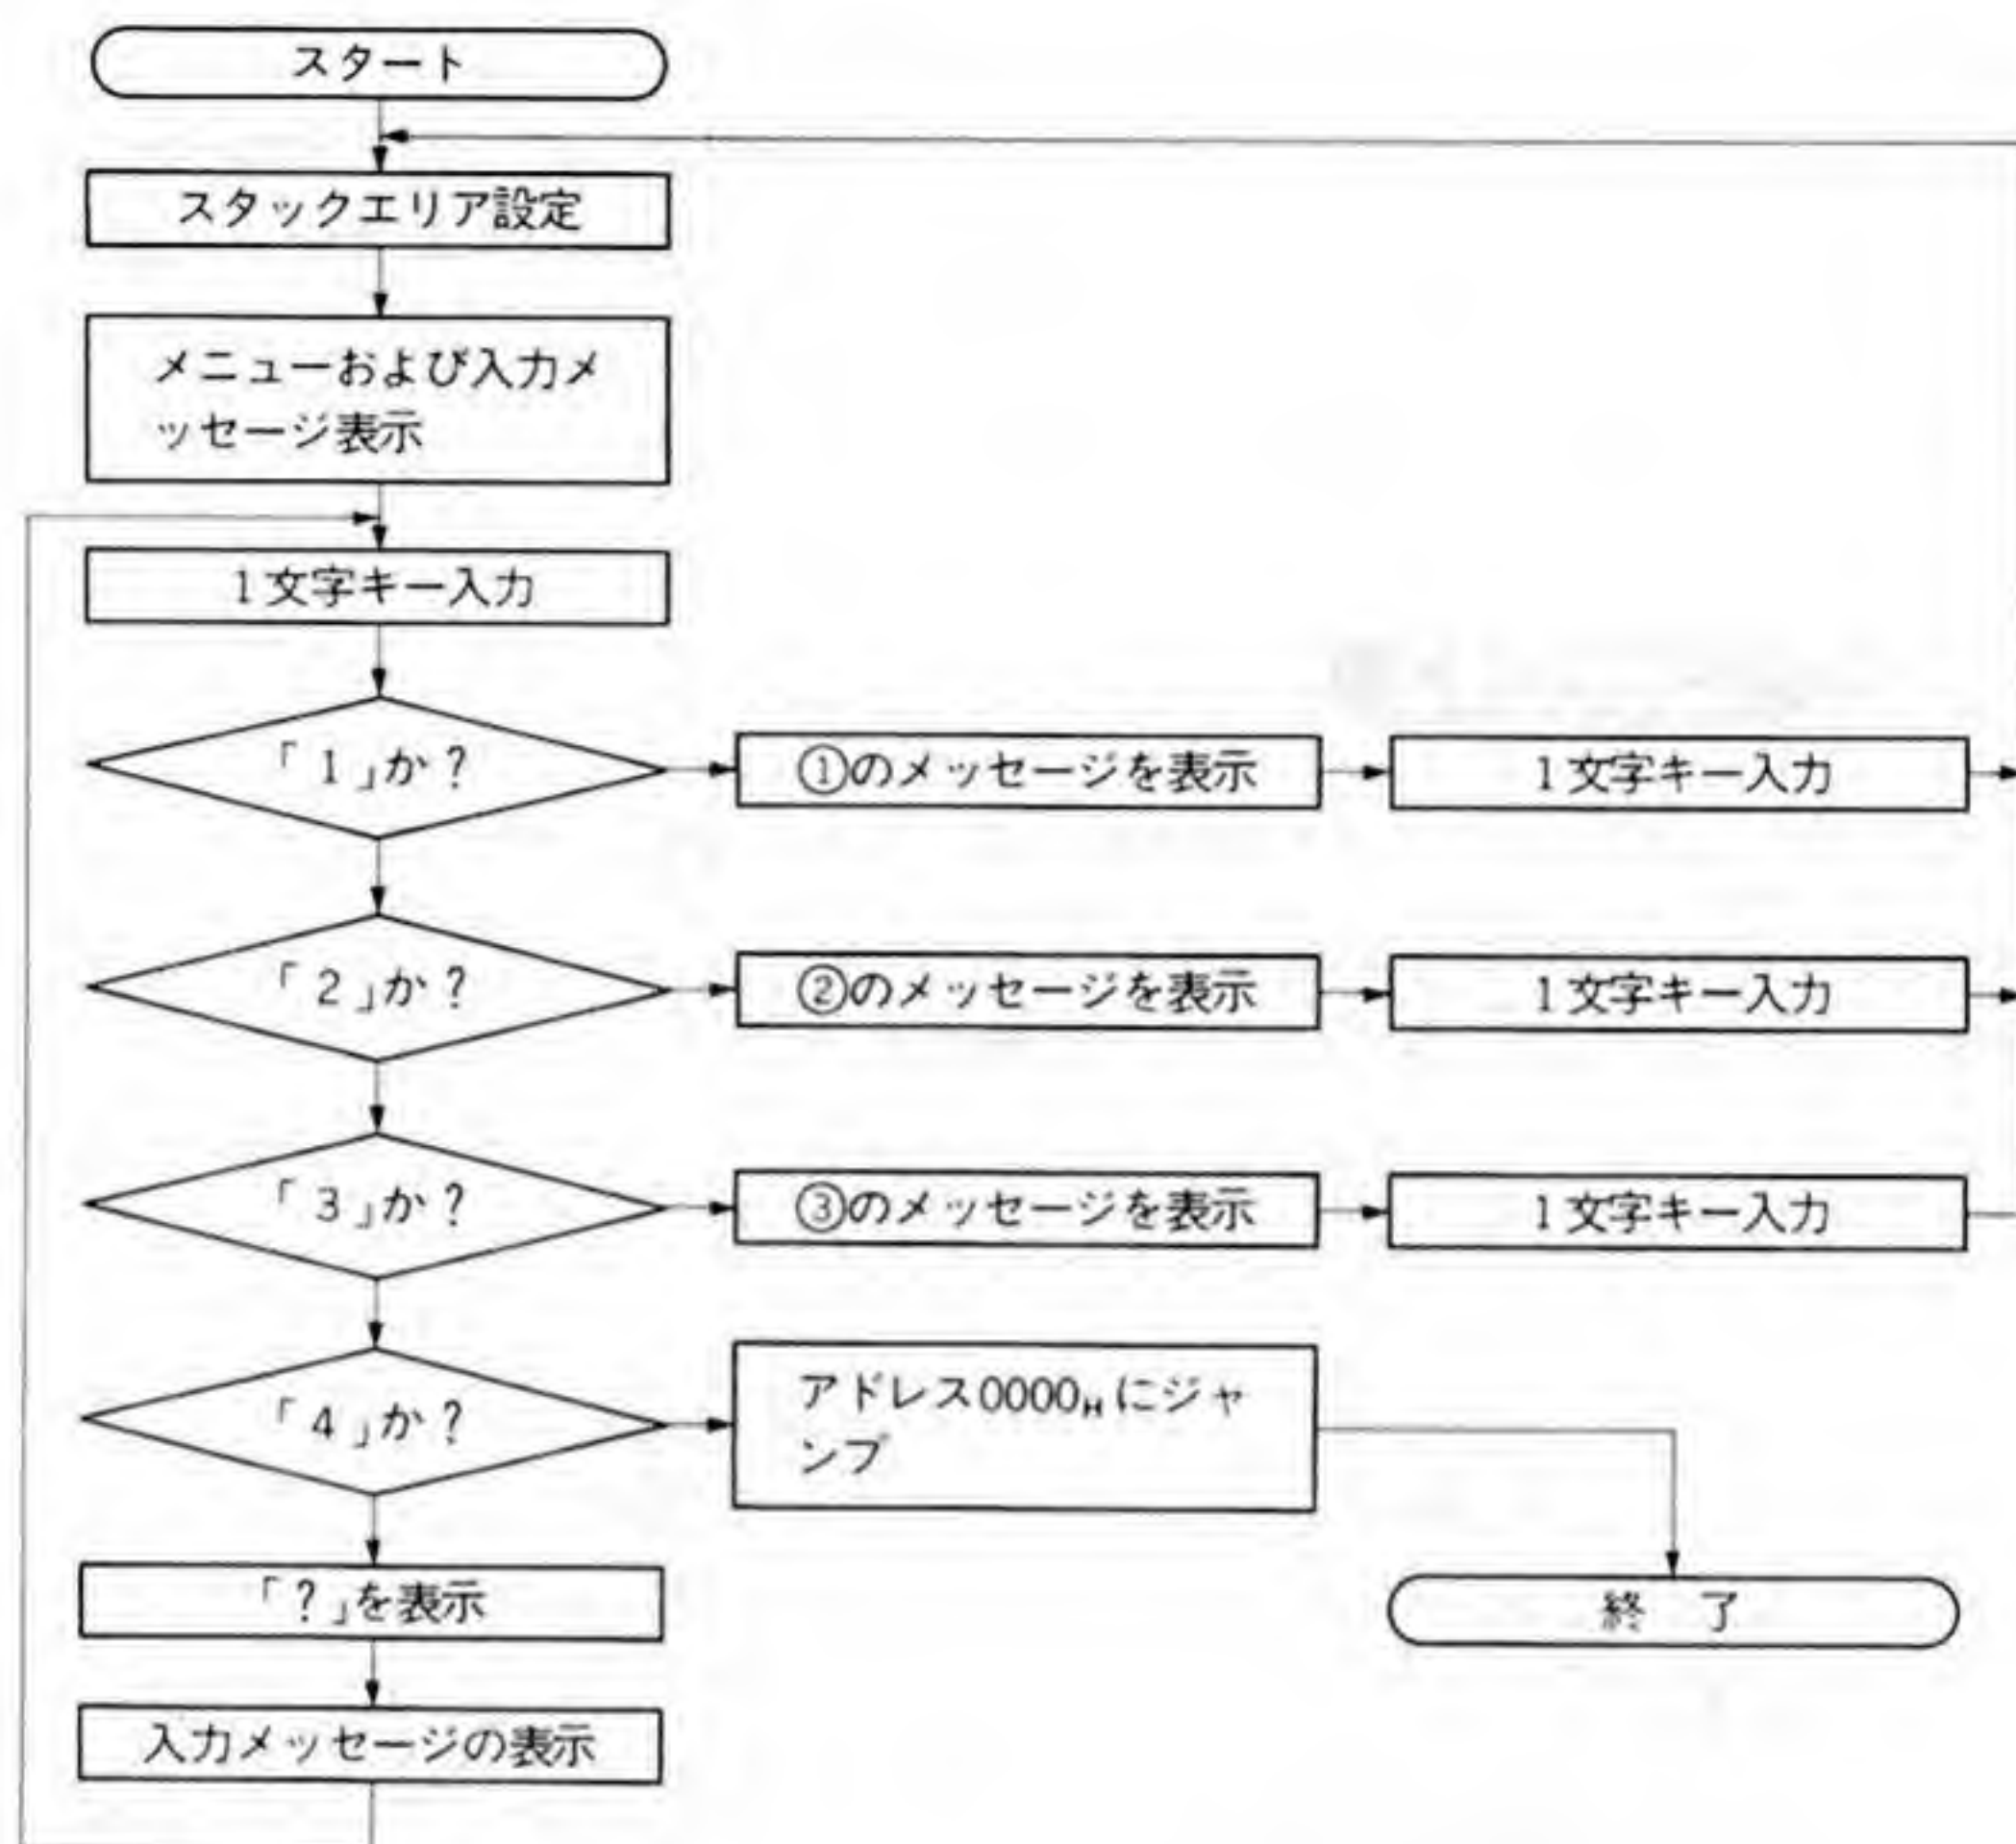 スタート
スタックエリア設定
メニューおよび入力メ
ッセージ表示
1文字キー入力
「1」か?
①のメッセージを表示
1文字キー入力
「2」か?
②のメッセージを表示
1文字キー入力
「3」か?
③のメッセージを表示
1文字キー入力
「4」か?
アドレス0000Hにジャ
ンプ
「?」を表示
終 了
入力メッセージの表示